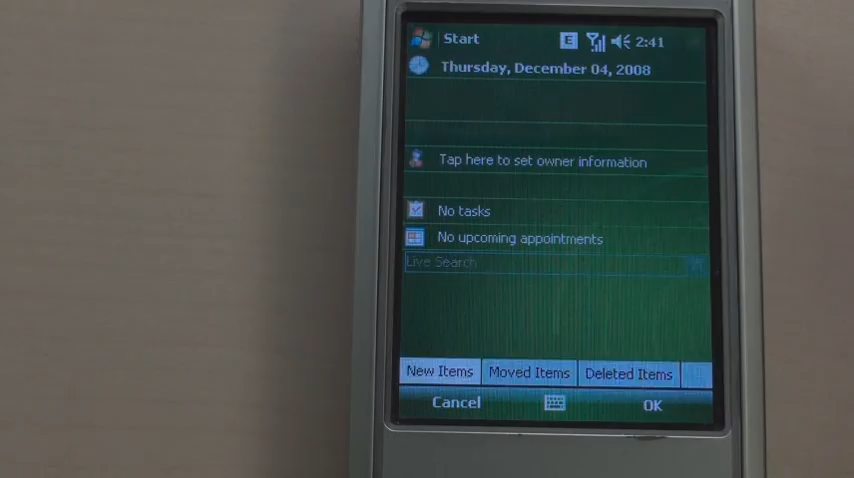 Start E 2:41
Thursday, December 04, 2008
Tap here to set owner information
No tasks
No upcoming appointments
Live Search
New Items Moved Items Deleted Items
Cancel OK